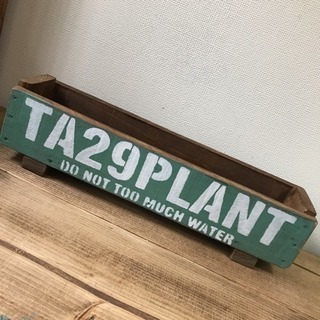 TA29PLANT
DO NOT TOO MUCH WATER